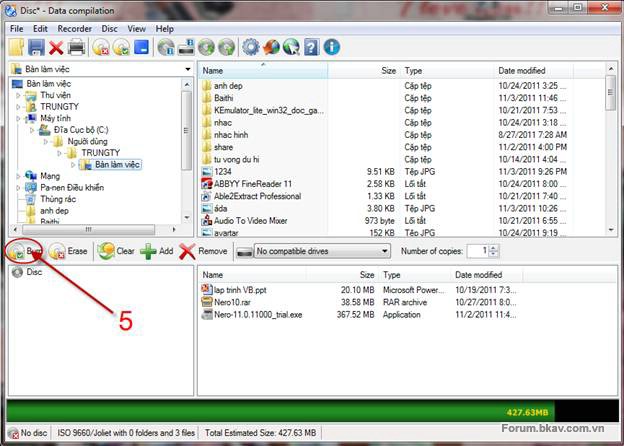 Disc* - Data compilation
File Edit Recorder Disc View Help
Bàn làm việc
Bàn làm việc
Thư viện
TRUNGTY
Máy tính
Đĩa Cục bộ (C:)
Người dùng
TRUNGTY
Bàn làm việc
Mạng
Pa-nen Điều khiển
Thùng rác
anh dep
Baithi
Name Size Type Date modified
anh dep Cặp tệp 10/24/2011 3:25 ...
Baithi Cặp tệp 11/3/2011 11:46 ...
KEmulator_lite_win32_doc_ga... Cặp tệp 10/21/2011 7:53 ...
nhac Cặp tệp 10/24/2011 3:18 ...
nhac hinh Cặp tệp 8/27/2011 7:28 AM
share Cặp tệp 11/2/2011 4:00 PM
tu vong du hi Cặp tệp 10/14/2011 4:04 ...
1234 9.51 KB Tệp JPG 11/3/2011 9:26 PM
ABBYY FineReader 11 2.58 KB Lối tắt 10/21/2011 8:01 ...
Able2Extract Professional 1.83 KB Lối tắt 10/21/2011 7:37 ...
áda 3.90 KB Tệp JPG 10/27/2011 8:03 ...
Audio To Video Mixer 973 byte Lối tắt 10/21/2011 6:55 ...
avartar 152 KB Tệp JPG 10/24/2011 9:50 ...
Burn Erase Clear Add Remove No compatible drives Number of copies: 1
Disc
5
Name Size Type Date modified
lap trinh VB.ppt 20.10 MB Microsoft Power... 10/19/2011 7:3...
Nero10.rar 38.58 MB RAR archive 10/27/2011 8:0...
Nero-11.0.11000_trial.exe 367.52 MB Application 11/2/2011 11:4...
427.63MB
No disc ISO 9660/Joliet with 0 folders and 3 files Total Estimated Size: 427.63 MB
Forum.bkav.com.vn